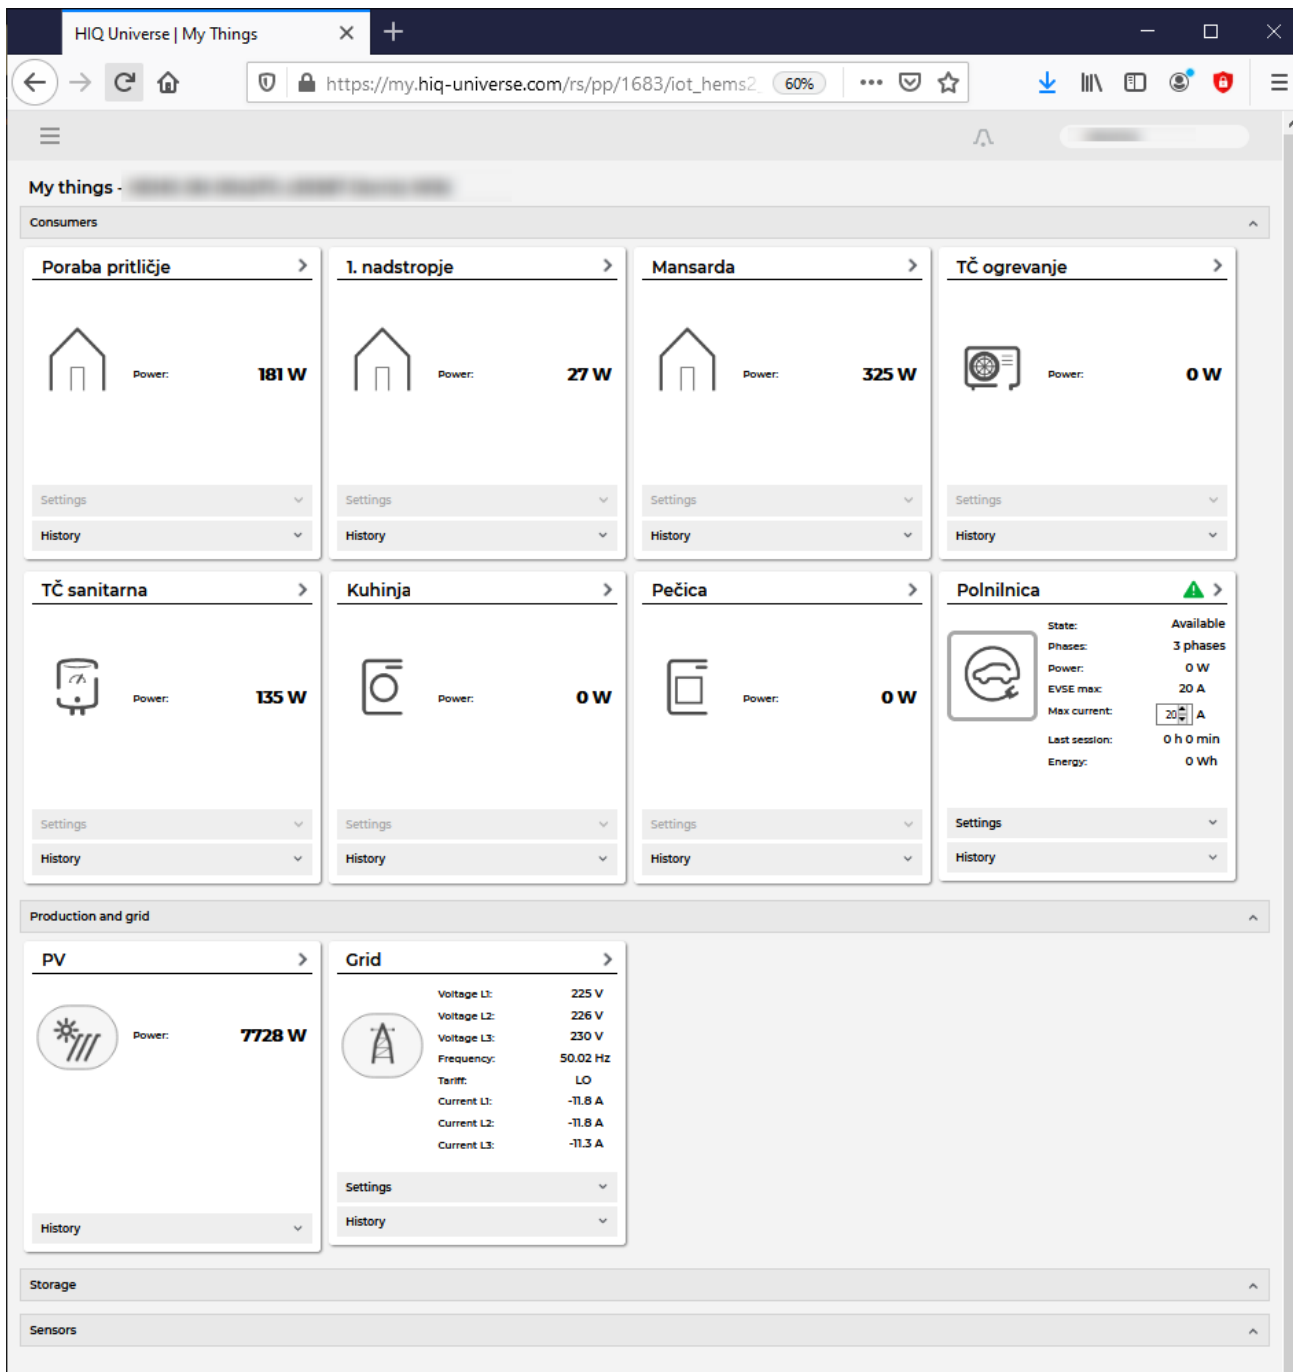 HIQ Universe | My Things
https://my.hiq-universe.com/rs/pp/1683/iot_hems2_ 60%
My things -
Consumers
Poraba pritličje
Power: 181 W
Settings
History
1. nadstropje
Power: 27 W
Settings
History
Mansarda
Power: 325 W
Settings
History
TČ ogrevanje
Power: 0 W
Settings
History
TČ sanitarna
Power: 135 W
Settings
History
Kuhinja
Power: 0 W
Settings
History
Pečica
Power: 0 W
Settings
History
Polnilnica
State: Available
Phases: 3 phases
Power: 0 W
EVSE max: 20 A
Max current: 20 A
Last session: 0 h 0 min
Energy: 0 Wh
Settings
History
Production and grid
PV
Power: 7728 W
History
Grid
Voltage L1: 225 V
Voltage L2: 226 V
Voltage L3: 230 V
Frequency: 50.02 Hz
Tariff: LO
Current L1: -11.8 A
Current L2: -11.8 A
Current L3: -11.3 A
Settings
History
Storage
Sensors